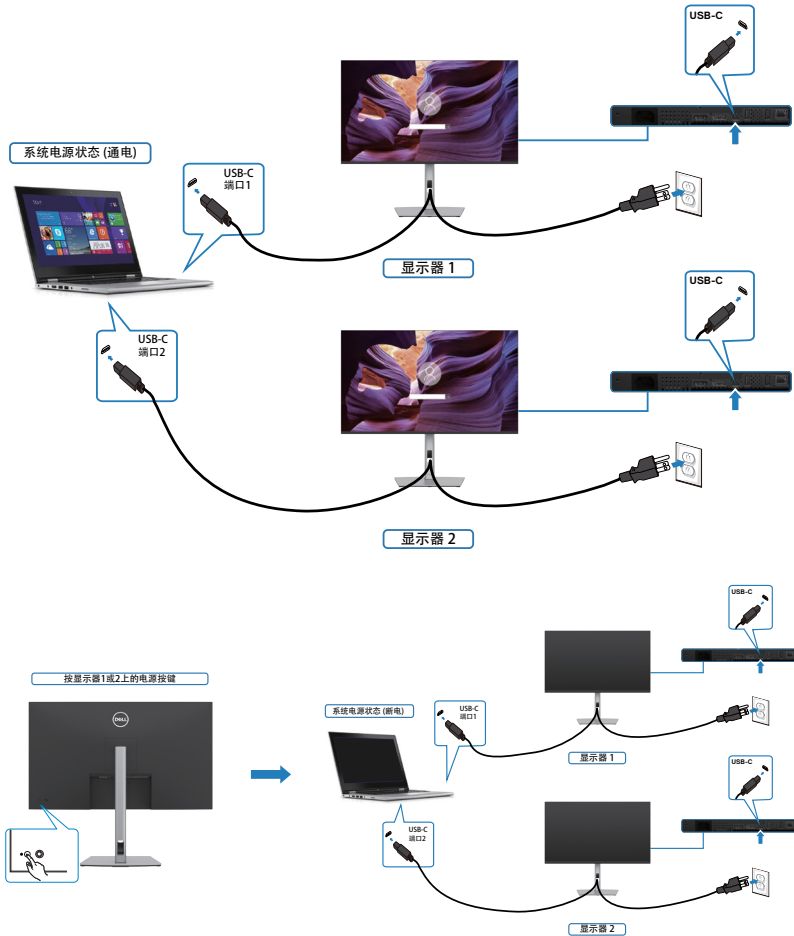 USB-C
系统电源状态 (通电)
USB-C
端口1
显示器 1
USB-C
USB-C
端口2
显示器 2
USB-C
按显示器1或2上的电源按键
DELL
系统电源状态 (断电)
USB-C
端口1
显示器 1
USB-C
USB-C
端口2
显示器 2